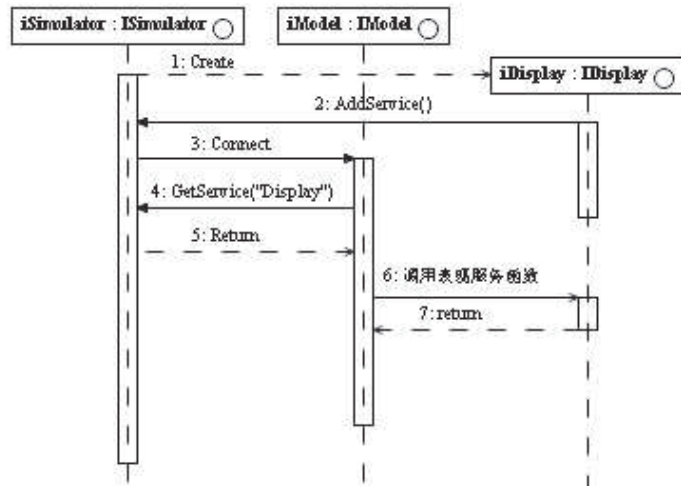 iSimulator : ISimulator
iModel : IModel
1: Create
iDisplay : IDisplay
2: AddService()
3: Connect
4: GetService("Display")
5: Return
6: 调用表现服务函数
7: return